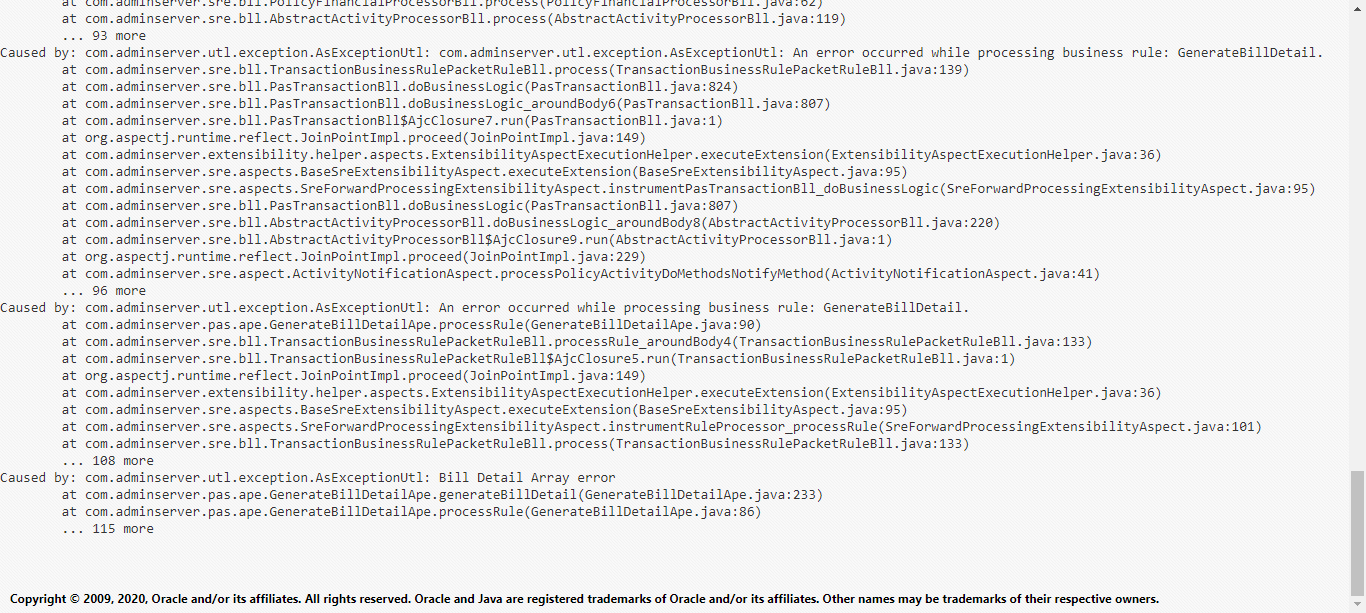 at com.adminserver.sre.bll.PolicyFinancialProcessorBll.process(PolicyFinancialProcessorBll.java:62)
at com.adminserver.sre.bll.AbstractActivityProcessorBll.process(AbstractActivityProcessorBll.java:119)
... 93 more
Caused by: com.adminserver.utl.exception.AsExceptionUtl: com.adminserver.utl.exception.AsExceptionUtl: An error occurred while processing business rule: GenerateBillDetail.
at com.adminserver.sre.bll.TransactionBusinessRulePacketRuleBll.process(TransactionBusinessRulePacketRuleBll.java:139)
at com.adminserver.sre.bll.PasTransactionBll.doBusinessLogic(PasTransactionBll.java:824)
at com.adminserver.sre.bll.PasTransactionBll.doBusinessLogic_aroundBody6(PasTransactionBll.java:807)
at com.adminserver.sre.bll.PasTransactionBll$AjcClosure7.run(PasTransactionBll.java:1)
at org.aspectj.runtime.reflect.JoinPointImpl.proceed(JoinPointImpl.java:149)
at com.adminserver.extensibility.helper.aspects.ExtensibilityAspectExecutionHelper.executeExtension(ExtensibilityAspectExecutionHelper.java:36)
at com.adminserver.sre.aspects.BaseSreExtensibilityAspect.executeExtension(BaseSreExtensibilityAspect.java:95)
at com.adminserver.sre.aspects.SreForwardProcessingExtensibilityAspect.instrumentPasTransactionBll_doBusinessLogic(SreForwardProcessingExtensibilityAspect.java:95)
at com.adminserver.sre.bll.PasTransactionBll.doBusinessLogic(PasTransactionBll.java:807)
at com.adminserver.sre.bll.AbstractActivityProcessorBll.doBusinessLogic_aroundBody8(AbstractActivityProcessorBll.java:220)
at com.adminserver.sre.bll.AbstractActivityProcessorBll$AjcClosure9.run(AbstractActivityProcessorBll.java:1)
at org.aspectj.runtime.reflect.JoinPointImpl.proceed(JoinPointImpl.java:229)
at com.adminserver.sre.aspect.ActivityNotificationAspect.processPolicyActivityDoMethodsNotifyMethod(ActivityNotificationAspect.java:41)
... 96 more
Caused by: com.adminserver.utl.exception.AsExceptionUtl: An error occurred while processing business rule: GenerateBillDetail.
at com.adminserver.pas.ape.GenerateBillDetailApe.processRule(GenerateBillDetailApe.java:90)
at com.adminserver.sre.bll.TransactionBusinessRulePacketRuleBll.processRule_aroundBody4(TransactionBusinessRulePacketRuleBll.java:133)
at com.adminserver.sre.bll.TransactionBusinessRulePacketRuleBll$AjcClosure5.run(TransactionBusinessRulePacketRuleBll.java:1)
at org.aspectj.runtime.reflect.JoinPointImpl.proceed(JoinPointImpl.java:149)
at com.adminserver.extensibility.helper.aspects.ExtensibilityAspectExecutionHelper.executeExtension(ExtensibilityAspectExecutionHelper.java:36)
at com.adminserver.sre.aspects.BaseSreExtensibilityAspect.executeExtension(BaseSreExtensibilityAspect.java:95)
at com.adminserver.sre.aspects.SreForwardProcessingExtensibilityAspect.instrumentRuleProcessor_processRule(SreForwardProcessingExtensibilityAspect.java:101)
at com.adminserver.sre.bll.TransactionBusinessRulePacketRuleBll.process(TransactionBusinessRulePacketRuleBll.java:133)
... 108 more
Caused by: com.adminserver.utl.exception.AsExceptionUtl: Bill Detail Array error
at com.adminserver.pas.ape.GenerateBillDetailApe.generateBillDetail(GenerateBillDetailApe.java:233)
at com.adminserver.pas.ape.GenerateBillDetailApe.processRule(GenerateBillDetailApe.java:86)
... 115 more
Copyright © 2009, 2020, Oracle and/or its affiliates. All rights reserved. Oracle and Java are registered trademarks of Oracle and/or its affiliates. Other names may be trademarks of their respective owners.